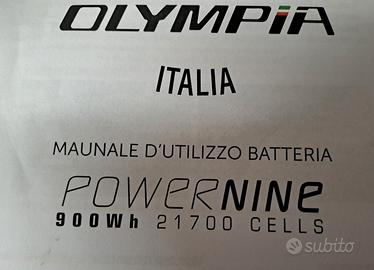 OLYMPIA
ITALIA
MAUNALE D'UTILIZZO BATTERIA
POWERNINE
900Wh 21700 CELLS
subito